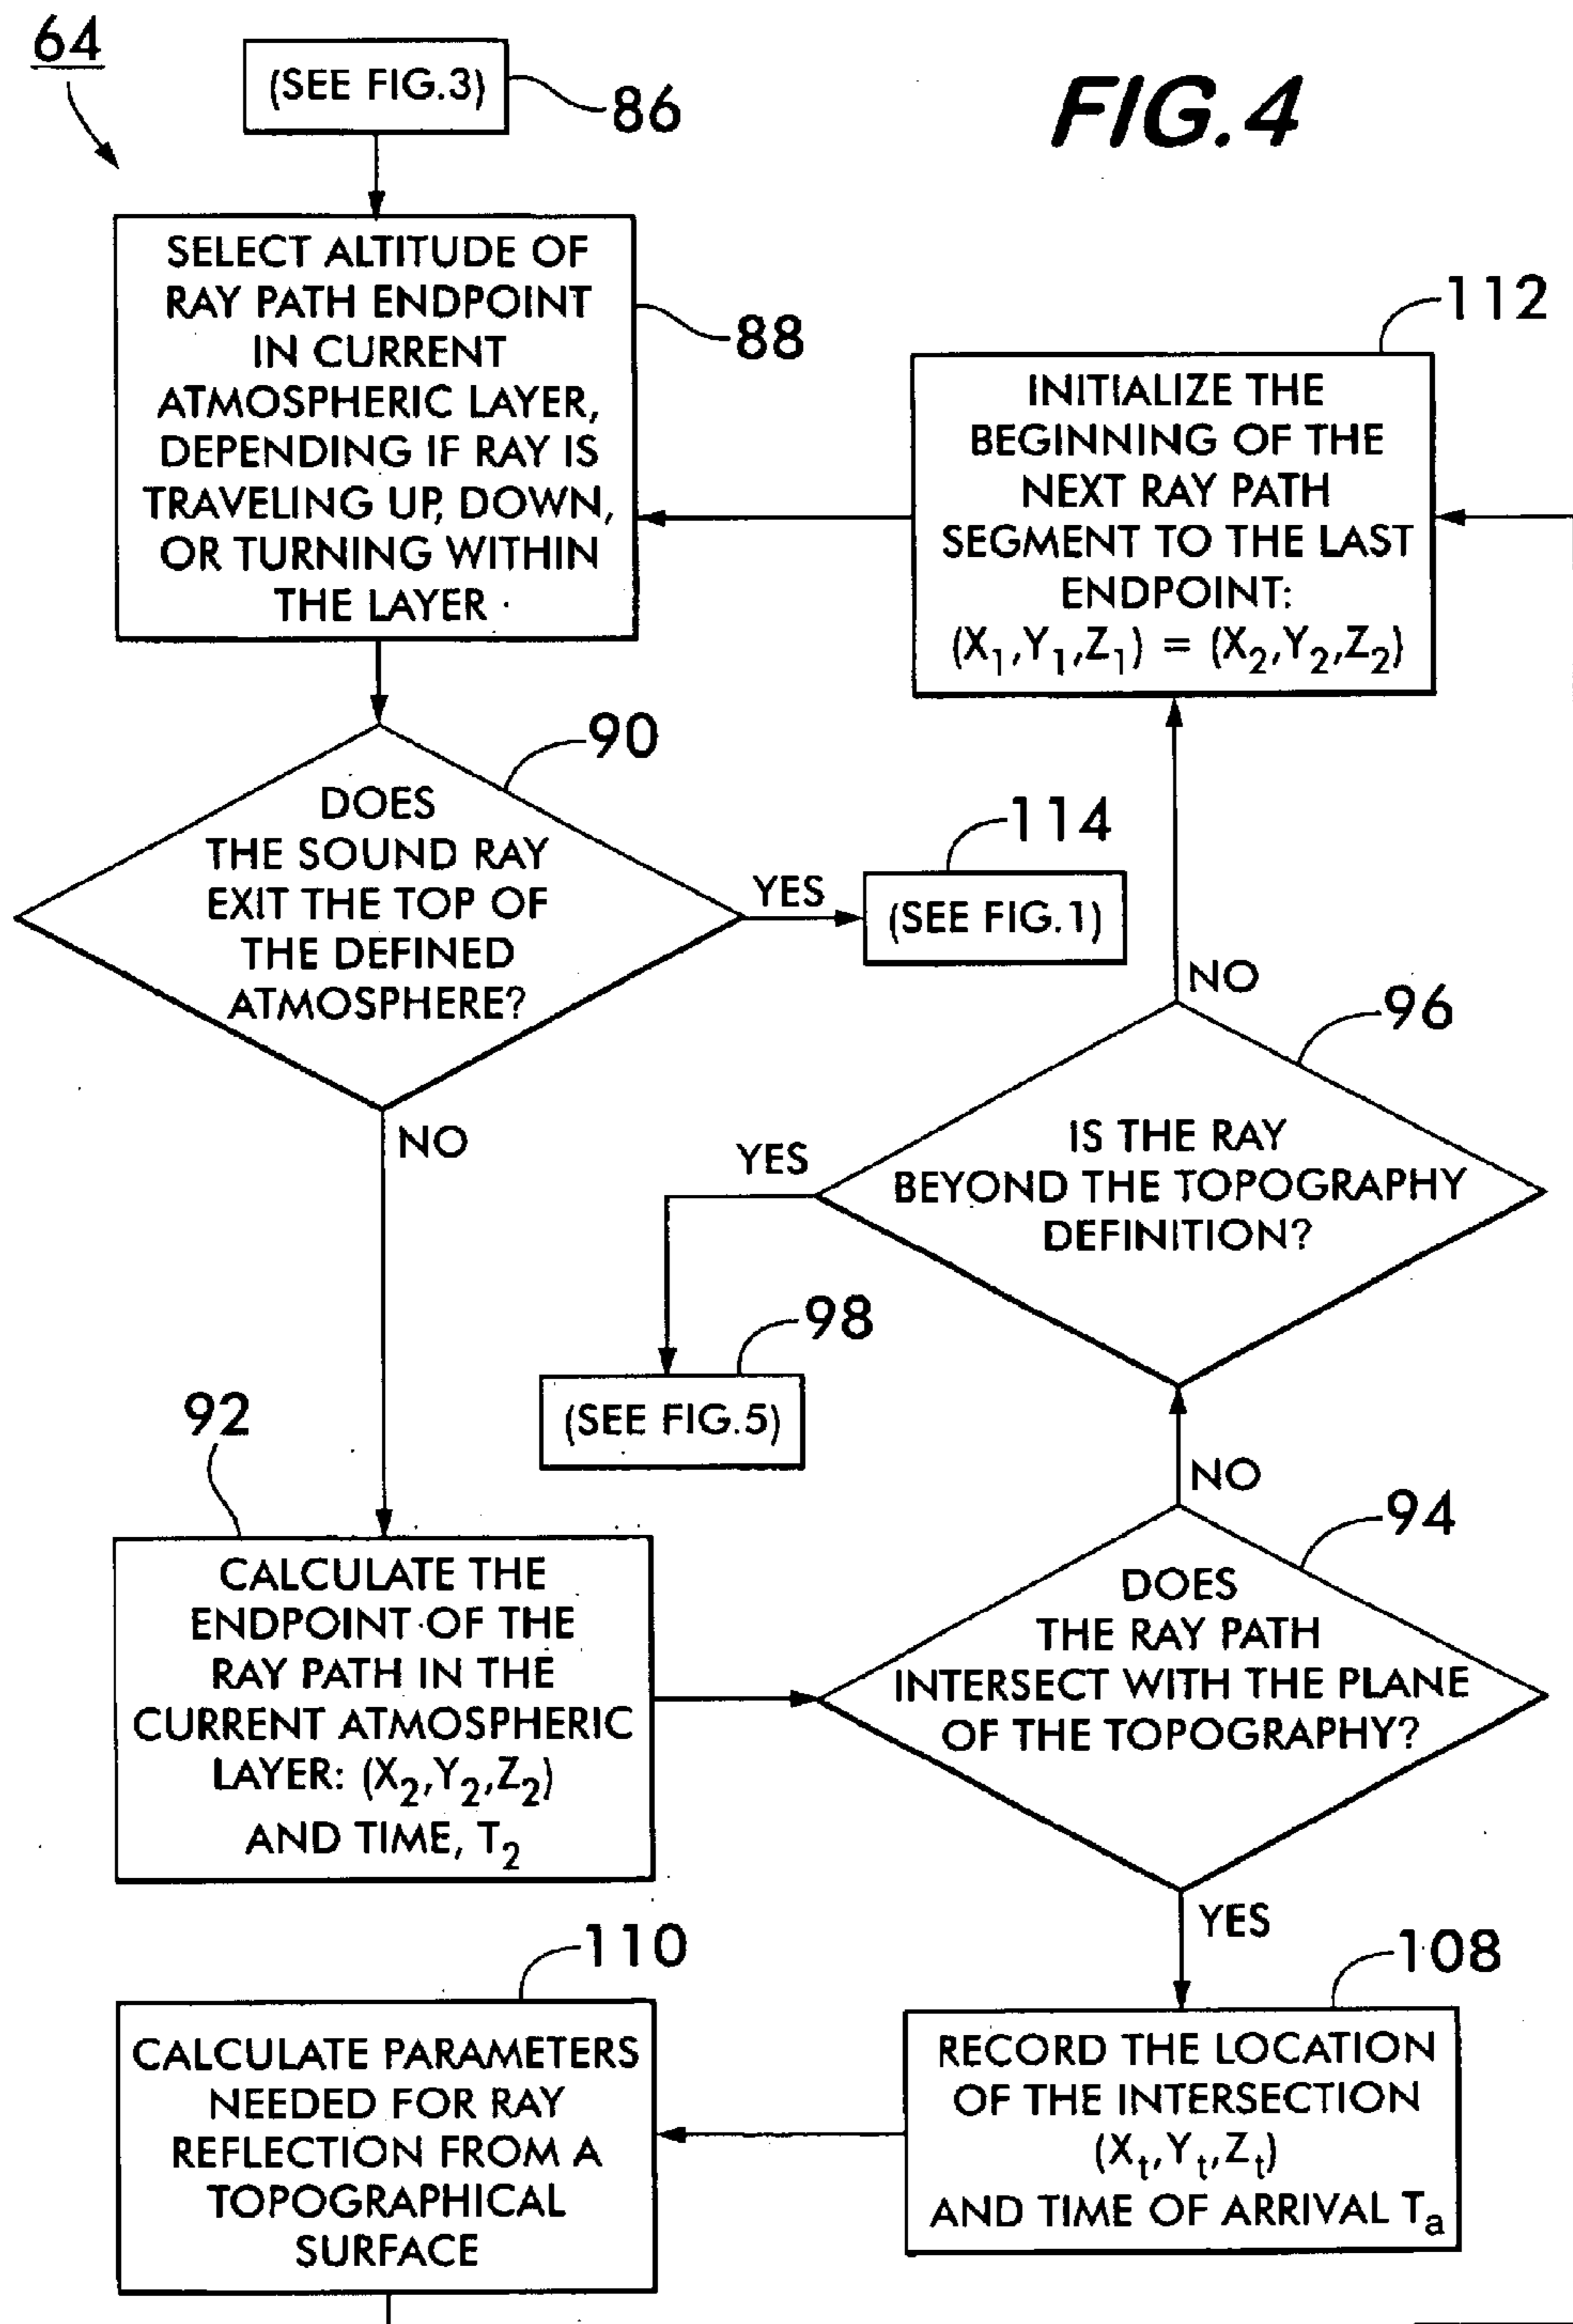 64
(SEE FIG.3)
86
FIG.4
SELECT ALTITUDE OF
RAY PATH ENDPOINT
IN CURRENT
ATMOSPHERIC LAYER,
DEPENDING IF RAY IS
TRAVELING UP, DOWN,
OR TURNING WITHIN
THE LAYER
88
112
INITIALIZE THE
BEGINNING OF THE
NEXT RAY PATH
SEGMENT TO THE LAST
ENDPOINT:
(X₁,Y₁,Z₁) = (X₂,Y₂,Z₂)
90
DOES
THE SOUND RAY
EXIT THE TOP OF
THE DEFINED
ATMOSPHERE?
YES
114
(SEE FIG.1)
NO
NO
96
IS THE RAY
BEYOND THE TOPOGRAPHY
DEFINITION?
YES
98
(SEE FIG.5)
92
CALCULATE THE
ENDPOINT OF THE
RAY PATH IN THE
CURRENT ATMOSPHERIC
LAYER: (X₂,Y₂,Z₂)
AND TIME, T₂
NO
94
DOES
THE RAY PATH
INTERSECT WITH THE PLANE
OF THE TOPOGRAPHY?
YES
108
RECORD THE LOCATION
OF THE INTERSECTION
(Xₜ,Yₜ,Zₜ)
AND TIME OF ARRIVAL Tₐ
110
CALCULATE PARAMETERS
NEEDED FOR RAY
REFLECTION FROM A
TOPOGRAPHICAL
SURFACE